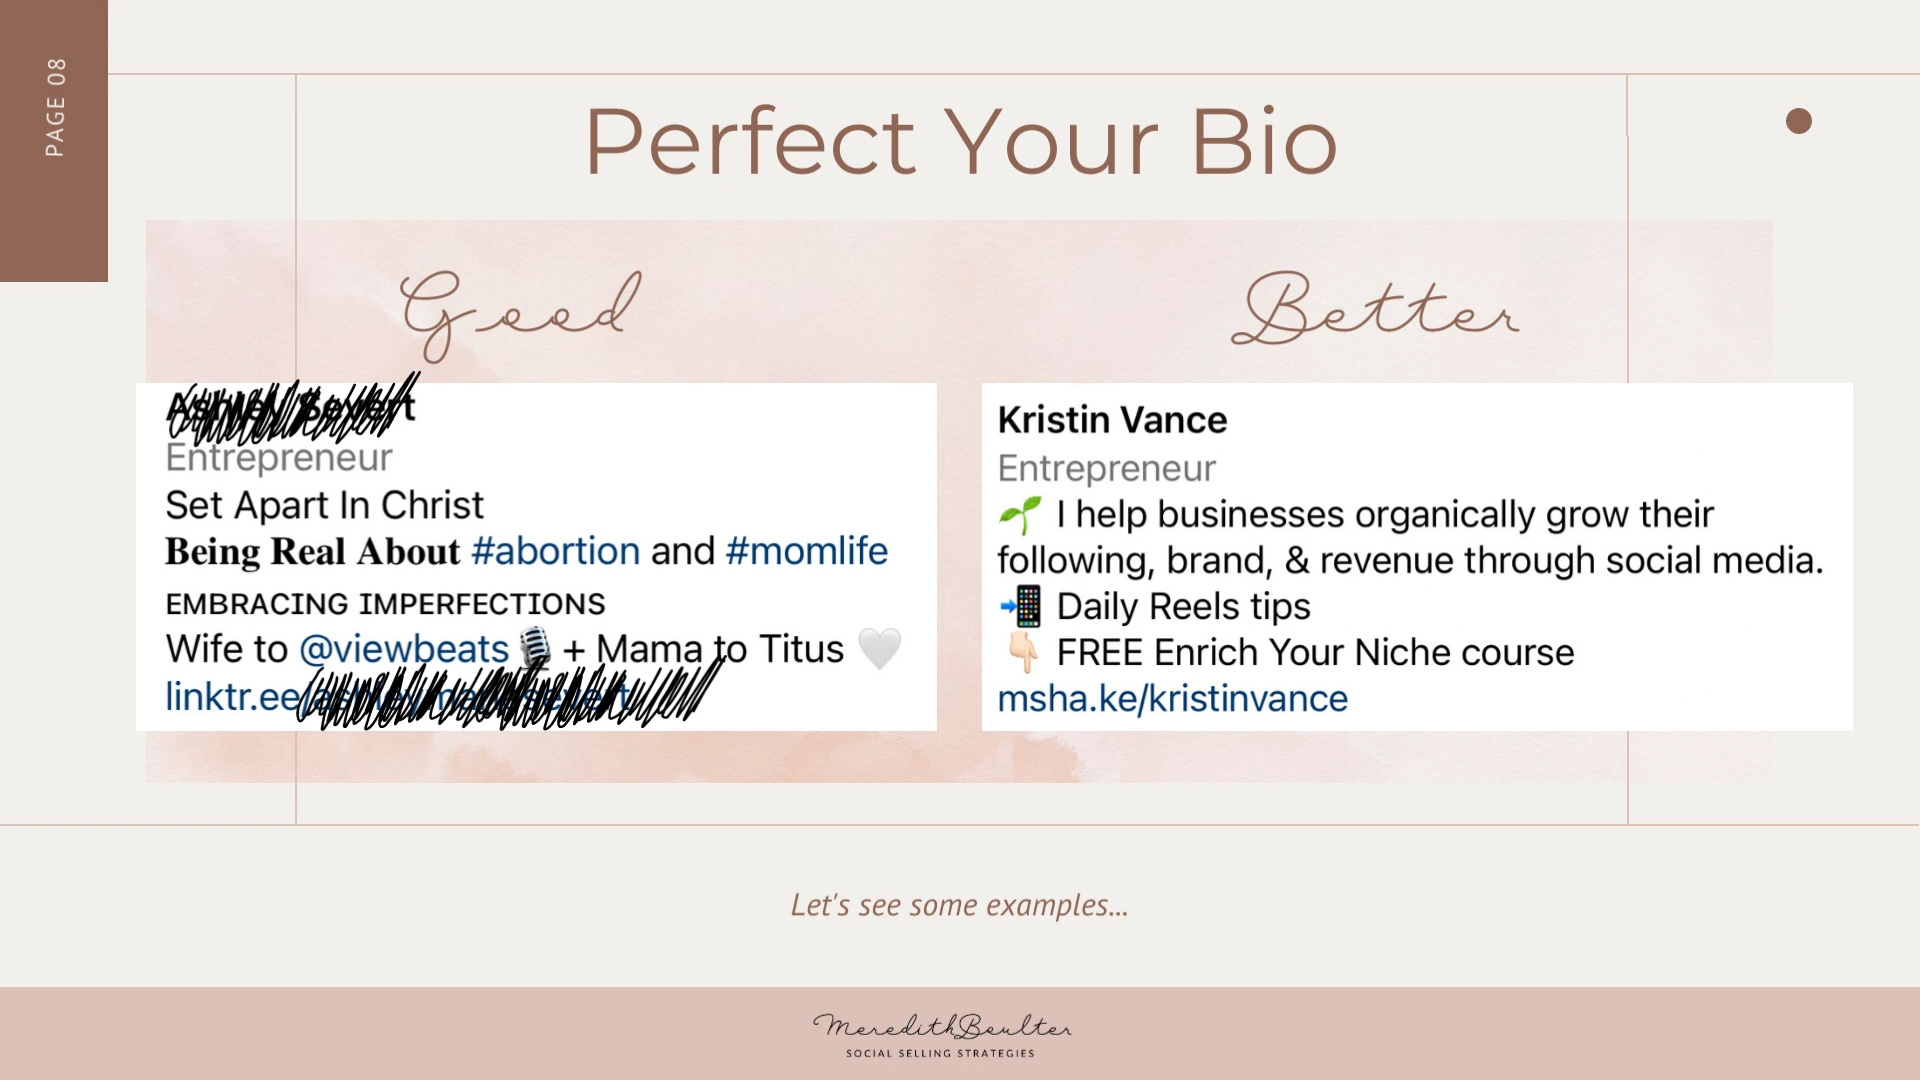 PAGE 08
Perfect Your Bio
Good
Better
Entrepreneur
Set Apart In Christ
Being Real About #abortion and #momlife
EMBRACING IMPERFECTIONS
Wife to @viewbeats🎙️ + Mama to Titus 🤍
linktr.ee/
Kristin Vance
Entrepreneur
🌱 I help businesses organically grow their
following, brand, & revenue through social media.
📲 Daily Reels tips
👇🏻 FREE Enrich Your Niche course
msha.ke/kristinvance
Let's see some examples...
Meredith Boulter
SOCIAL SELLING STRATEGIES